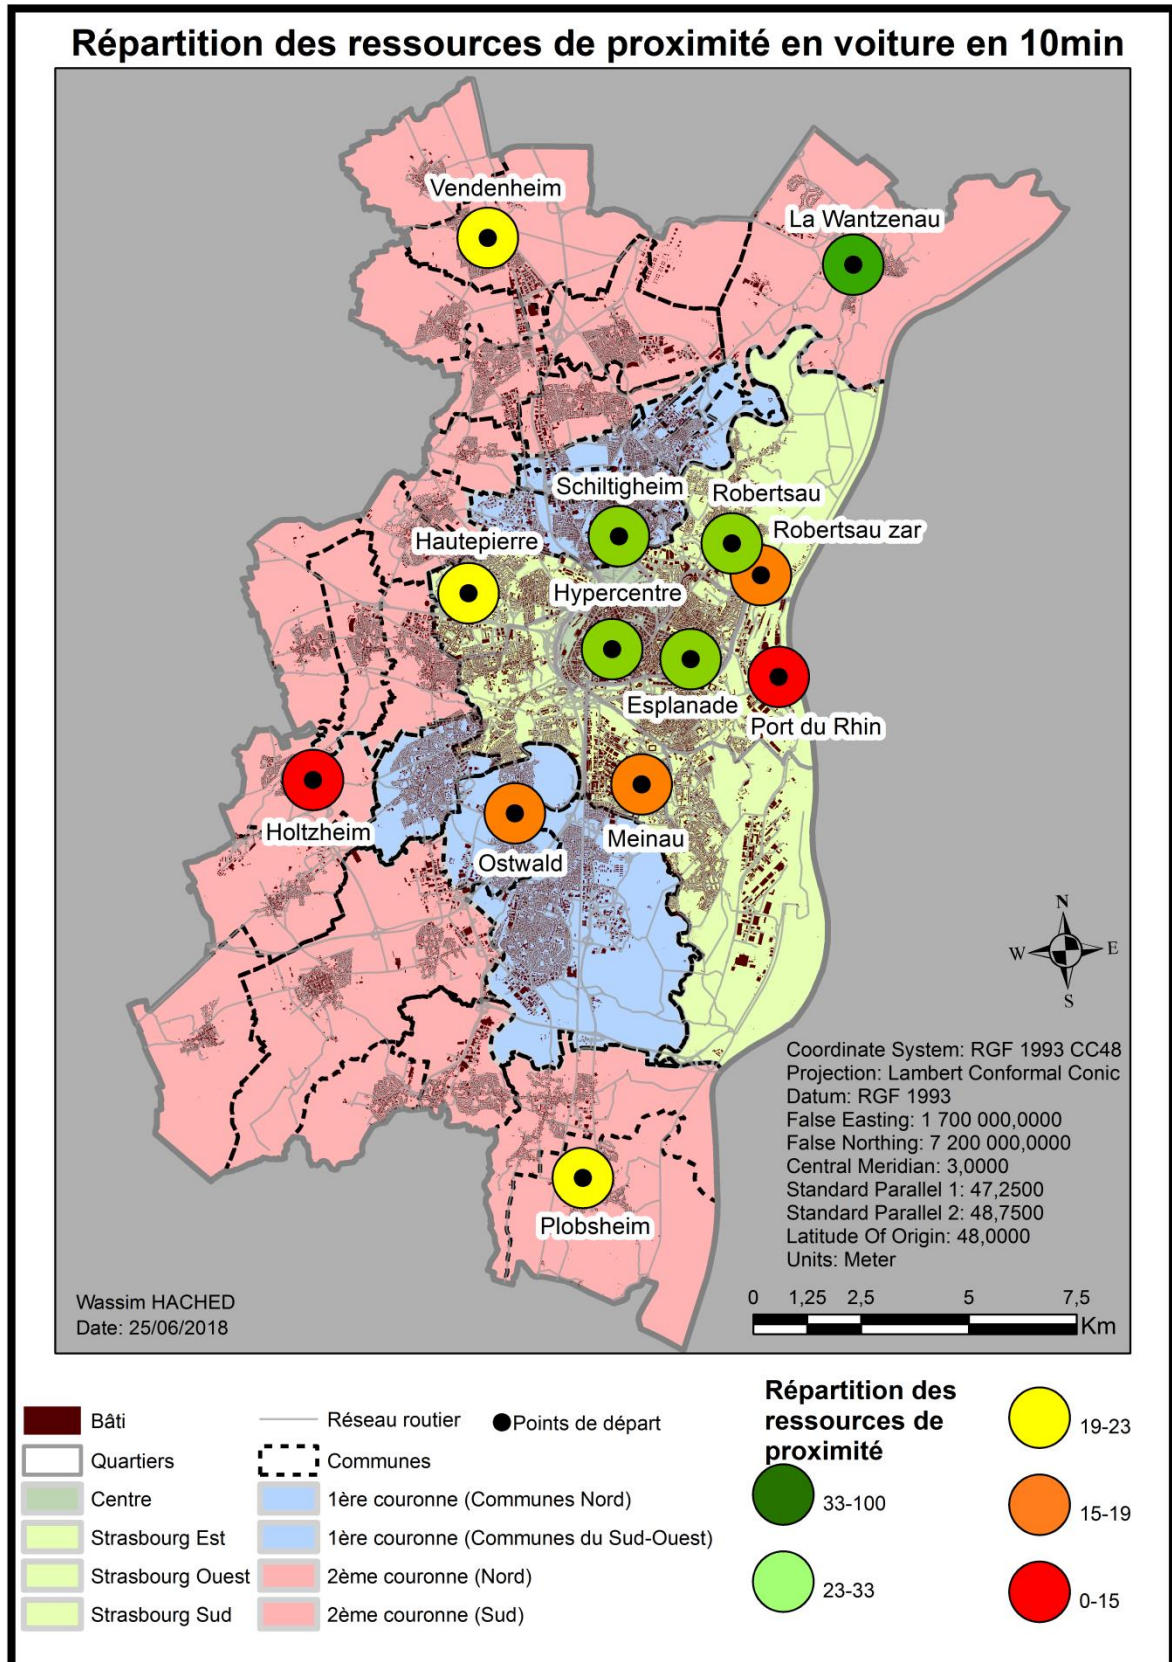 Répartition des ressources de proximité en voiture en 10min
Vendenheim
La Wantzenau
Schiltigheim
Robertsau
Robertsau zar
Hautepierre
Hypercentre
Esplanade
Port du Rhin
Holtzheim
Ostwald
Meinau
N
W
E
S
Plobsheim
Coordinate System: RGF 1993 CC48
Projection: Lambert Conformal Conic
Datum: RGF 1993
False Easting: 1 700 000,0000
False Northing: 7 200 000,0000
Central Meridian: 3,0000
Standard Parallel 1: 47,2500
Standard Parallel 2: 48,7500
Latitude Of Origin: 48,0000
Units: Meter
Wassim HACHED
Date: 25/06/2018
0 1,25 2,5 5 7,5
Km
Bâti
Quartiers
Centre
Strasbourg Est
Strasbourg Ouest
Strasbourg Sud
Réseau routier
Points de départ
Communes
1ère couronne (Communes Nord)
1ère couronne (Communes du Sud-Ouest)
2ème couronne (Nord)
2ème couronne (Sud)
Répartition des
ressources de
proximité
33-100
23-33
19-23
15-19
0-15